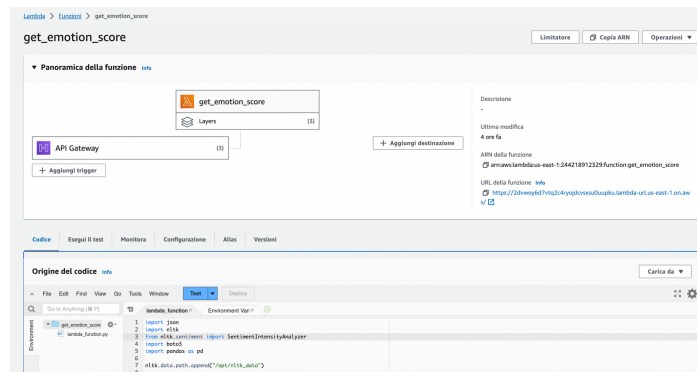 Lambda > Funzioni > get_emotion_score
get_emotion_score
Limitatore
Copia ARN
Operazioni ▼
▼ Panoramica della funzione Info
get_emotion_score
Layers (3)
API Gateway (3)
+ Aggiungi trigger
+ Aggiungi destinazione
Descrizione
-
Ultima modifica
4 ore fa
ARN della funzione
arn:aws:lambda:us-east-1:244218912329:function:get_emotion_score
URL della funzione Info
https://2dvwoy6d7vtq2c4ryojdcvsxsu0uupku.lambda-url.us-east-1.on.aw
s/
Codice Esegui il test Monitora Configurazione Alias Versioni
Origine del codice Info
Carica da ▼
File Edit Find View Go Tools Window Test ▼ Deploy
Go to Anything (⌘ P)
lambda_function × Environment Vari ×
Environment
get_emotion_score
lambda_function.py
1 import json
2 import nltk
3 from nltk.sentiment import SentimentIntensityAnalyzer
4 import boto3
5 import pandas as pd
6
7 nltk.data.path.append("/opt/nltk_data")